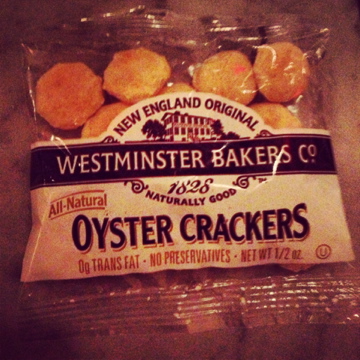 NEW ENGLAND ORIGINAL
WESTMINSTER BAKERS Cº
1828
NATURALLY GOOD
All-Natural
OYSTER CRACKERS
0g TRANS FAT · NO PRESERVATIVES · NET WT 1/2 oz.
U